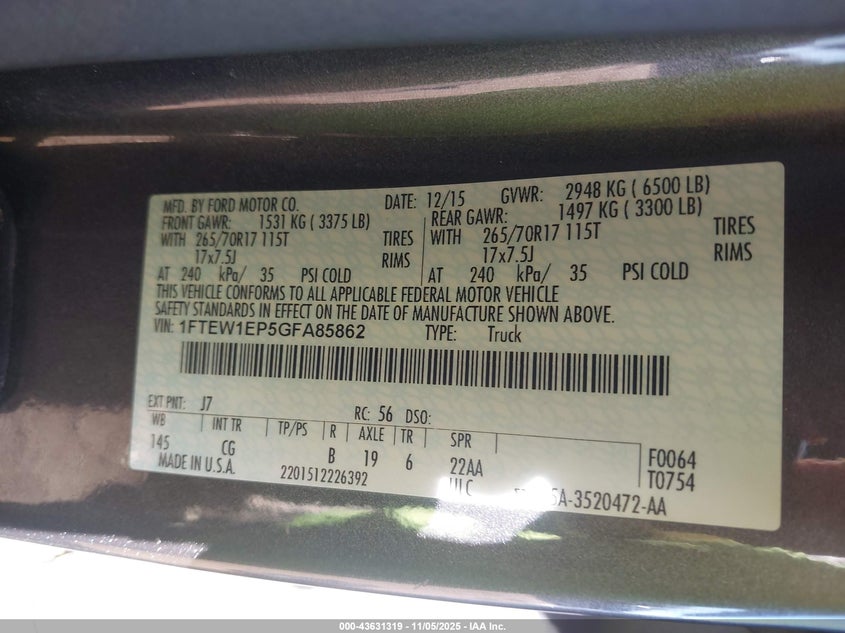 MFD. BY FORD MOTOR CO. DATE: 12/15 GVWR: 2948 KG ( 6500 LB)
FRONT GAWR: 1531 KG ( 3375 LB) REAR GAWR: 1497 KG ( 3300 LB)
WITH 265/70R17 115T TIRES WITH 265/70R17 115T TIRES
17x7.5J RIMS 17x7.5J RIMS
AT 240 kPa/ 35 PSI COLD AT 240 kPa/ 35 PSI COLD
THIS VEHICLE CONFORMS TO ALL APPLICABLE FEDERAL MOTOR VEHICLE
SAFETY STANDARDS IN EFFECT ON THE DATE OF MANUFACTURE SHOWN ABOVE.
VIN: 1FTEW1EP5GFA85862 TYPE: Truck
EXT PNT: J7 RC: 56 DSO:
WB INT TR TP/PS R AXLE TR SPR
145 CG B 19 6 22AA F0064
MADE IN U.S.A. 2201512226392 T0754
5A-3520472-AA
000-43631319 - 11/05/2025 - IAA Inc.